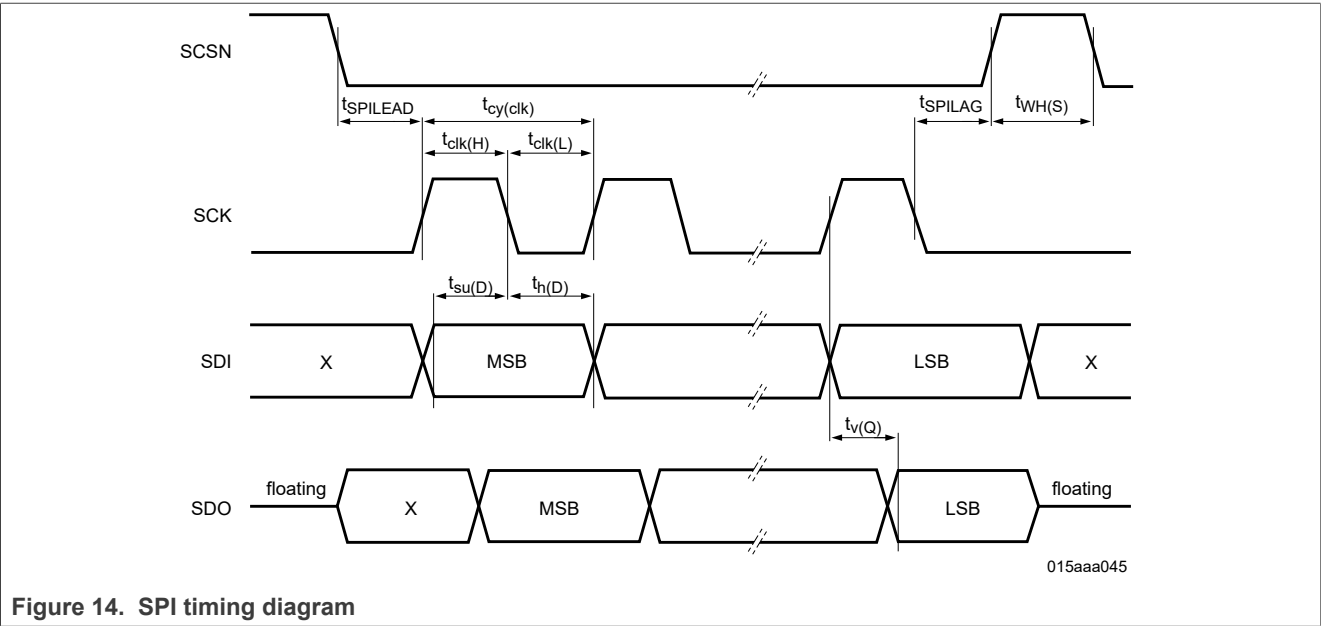 SCSN
tSPILEAD
tcy(clk)
tSPILAG
tWH(S)
tclk(H)
tclk(L)
SCK
tsu(D)
th(D)
SDI
X
MSB
LSB
X
tv(Q)
SDO
floating
X
MSB
LSB
floating
015aaa045
Figure 14. SPI timing diagram